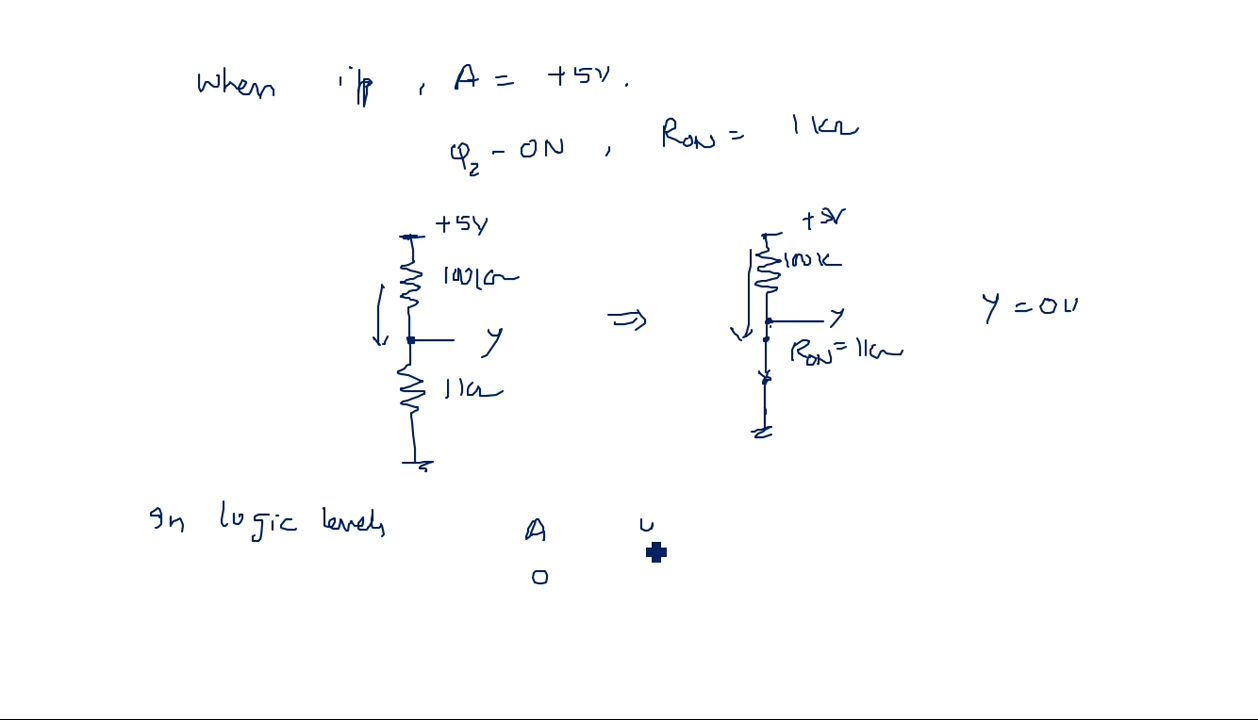 When i/p, A = +5V.
Q2 - ON, RON = 1kΩ
+5V
100kΩ
Y
1kΩ
⇒
+5V
100K
Y
RON = 1kΩ
Y = 0V
In logic levels
A
0